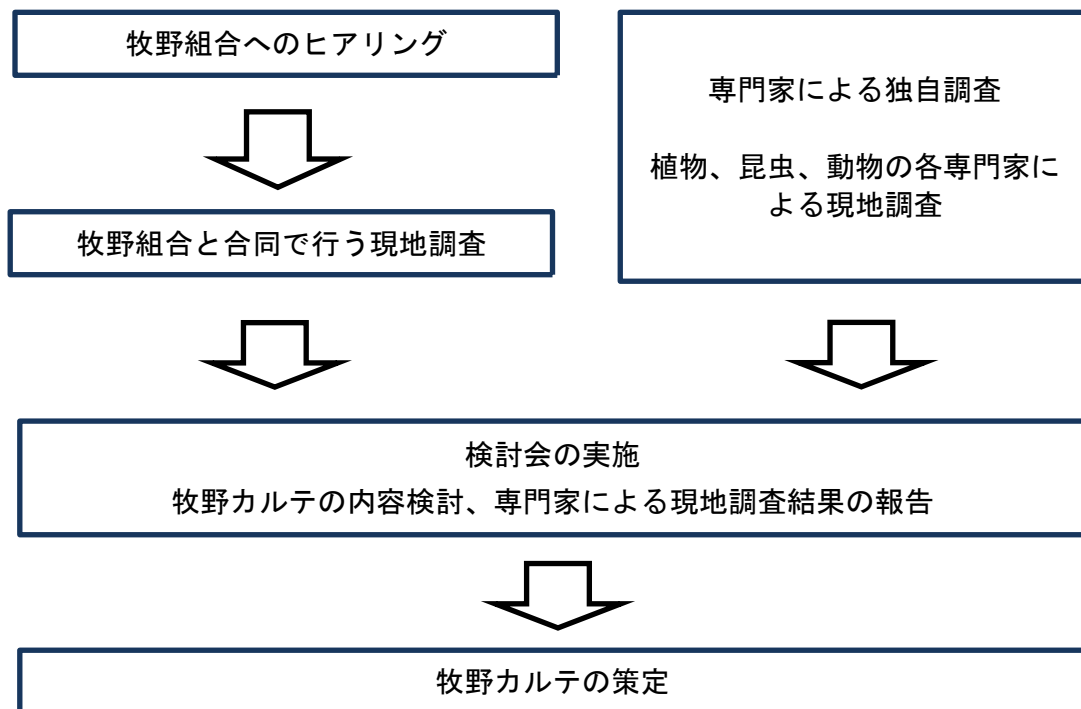 牧野組合へのヒアリング
牧野組合と合同で行う現地調査
専門家による独自調査
植物、昆虫、動物の各専門家に
よる現地調査
検討会の実施
牧野カルテの内容検討、専門家による現地調査結果の報告
牧野カルテの策定